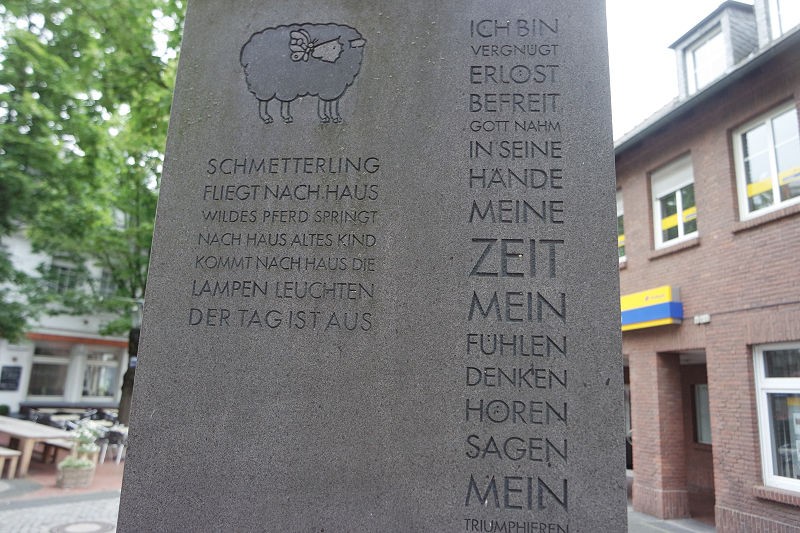 SCHMETTERLING
FLIEGT NACH HAUS
WILDES PFERD SPRINGT
NACH HAUS ALTES KIND
KOMMT NACH HAUS DIE
LAMPEN LEUCHTEN
DER TAG IST AUS
ICH BIN
VERGNÜGT
ERLÖST
BEFREIT
GOTT NAHM
IN SEINE
HÄNDE
MEINE
ZEIT
MEIN
FÜHLEN
DENKEN
HÖREN
SAGEN
MEIN
TRIUMPHIEREN